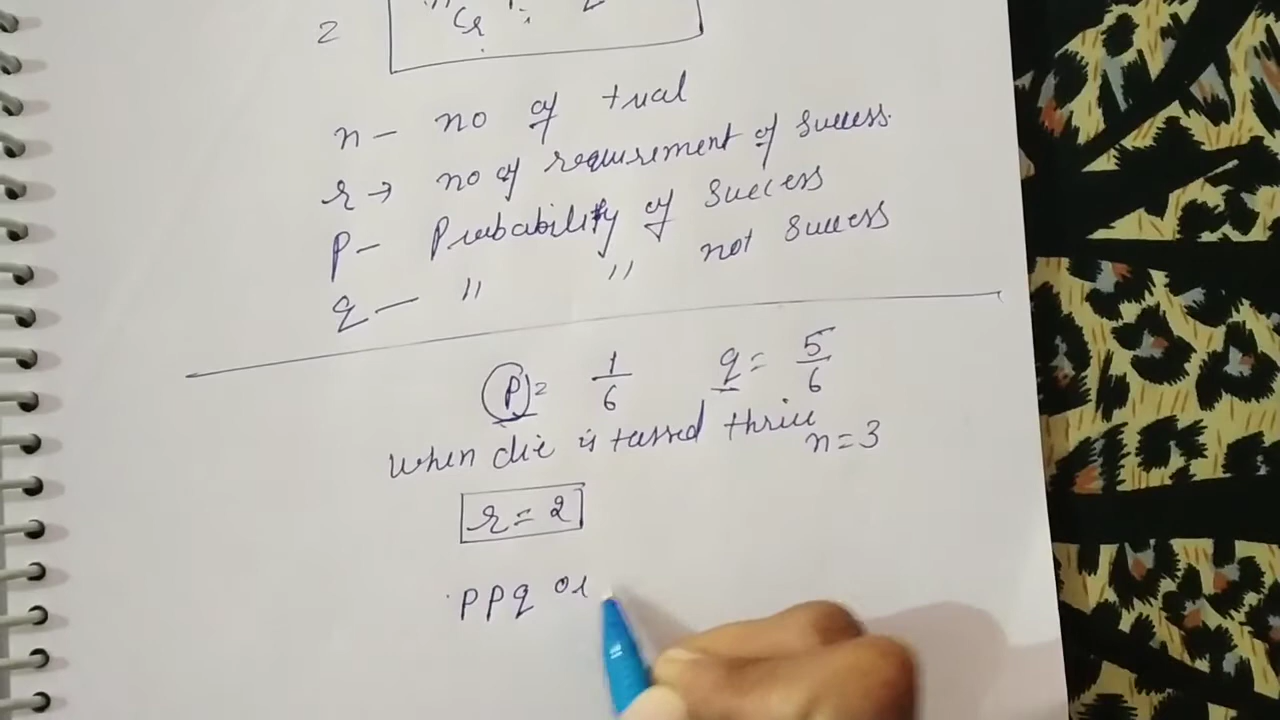 2
Cr
n - no of trial
r → no of requirement of success.
P - Probability of success
q - " " not success
P = 1/6 q = 5/6
When die is tossed thrice
n = 3
r = 2
PPq or